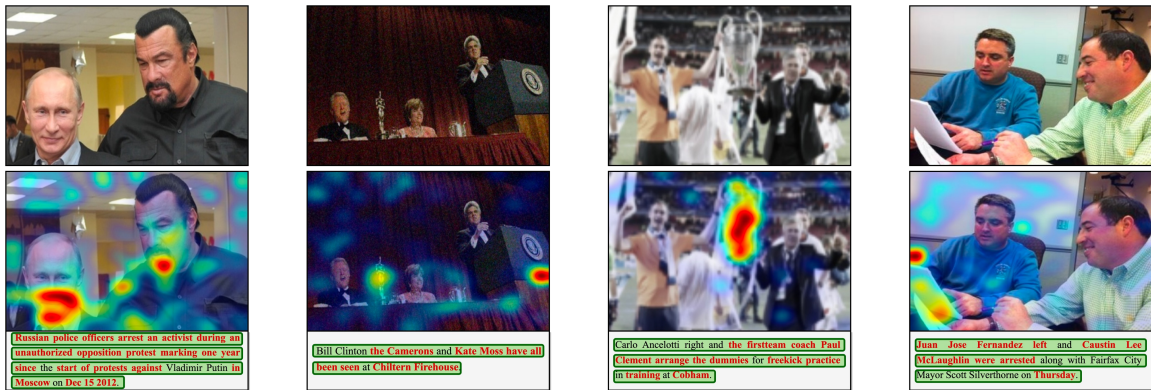 Russian police officers arrest an activist during an
unauthorized opposition protest marking one year
since the start of protests against Vladimir Putin in
Moscow on Dec 15 2012.
Bill Clinton the Camerons and Kate Moss have all
been seen at Chiltern Firehouse.
Carlo Ancelotti right and the firstteam coach Paul
Clement arrange the dummies for freekick practice
in training at Cobham.
Juan Jose Fernandez left and Caustin Lee
McLaughlin were arrested along with Fairfax City
Mayor Scott Silverthorne on Thursday.